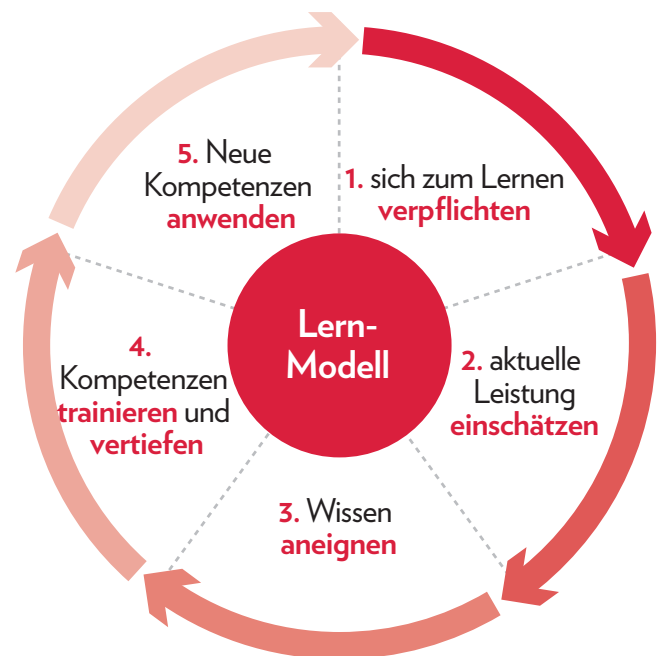 Lern-
Modell
1. sich zum Lernen
verpflichten
2. aktuelle
Leistung
einschätzen
3. Wissen
aneignen
4.
Kompetenzen
trainieren und
vertiefen
5. Neue
Kompetenzen
anwenden